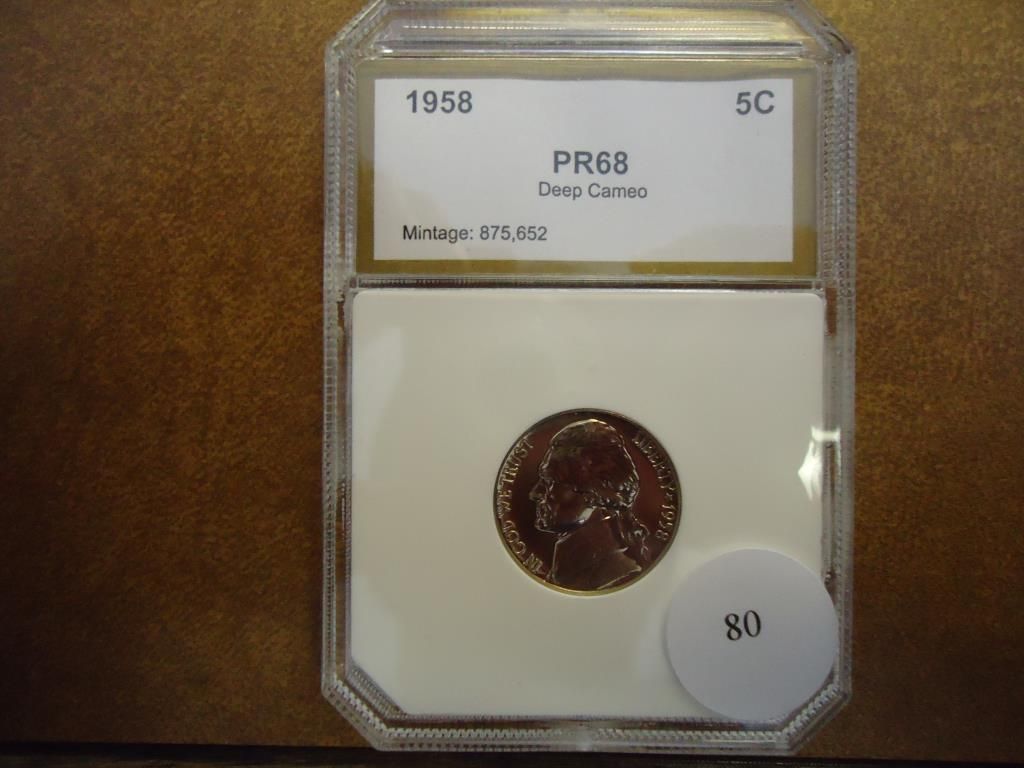 1958 5C
PR68
Deep Cameo
Mintage: 875,652
IN GOD WE TRUST
LIBERTY ★ 1958
80